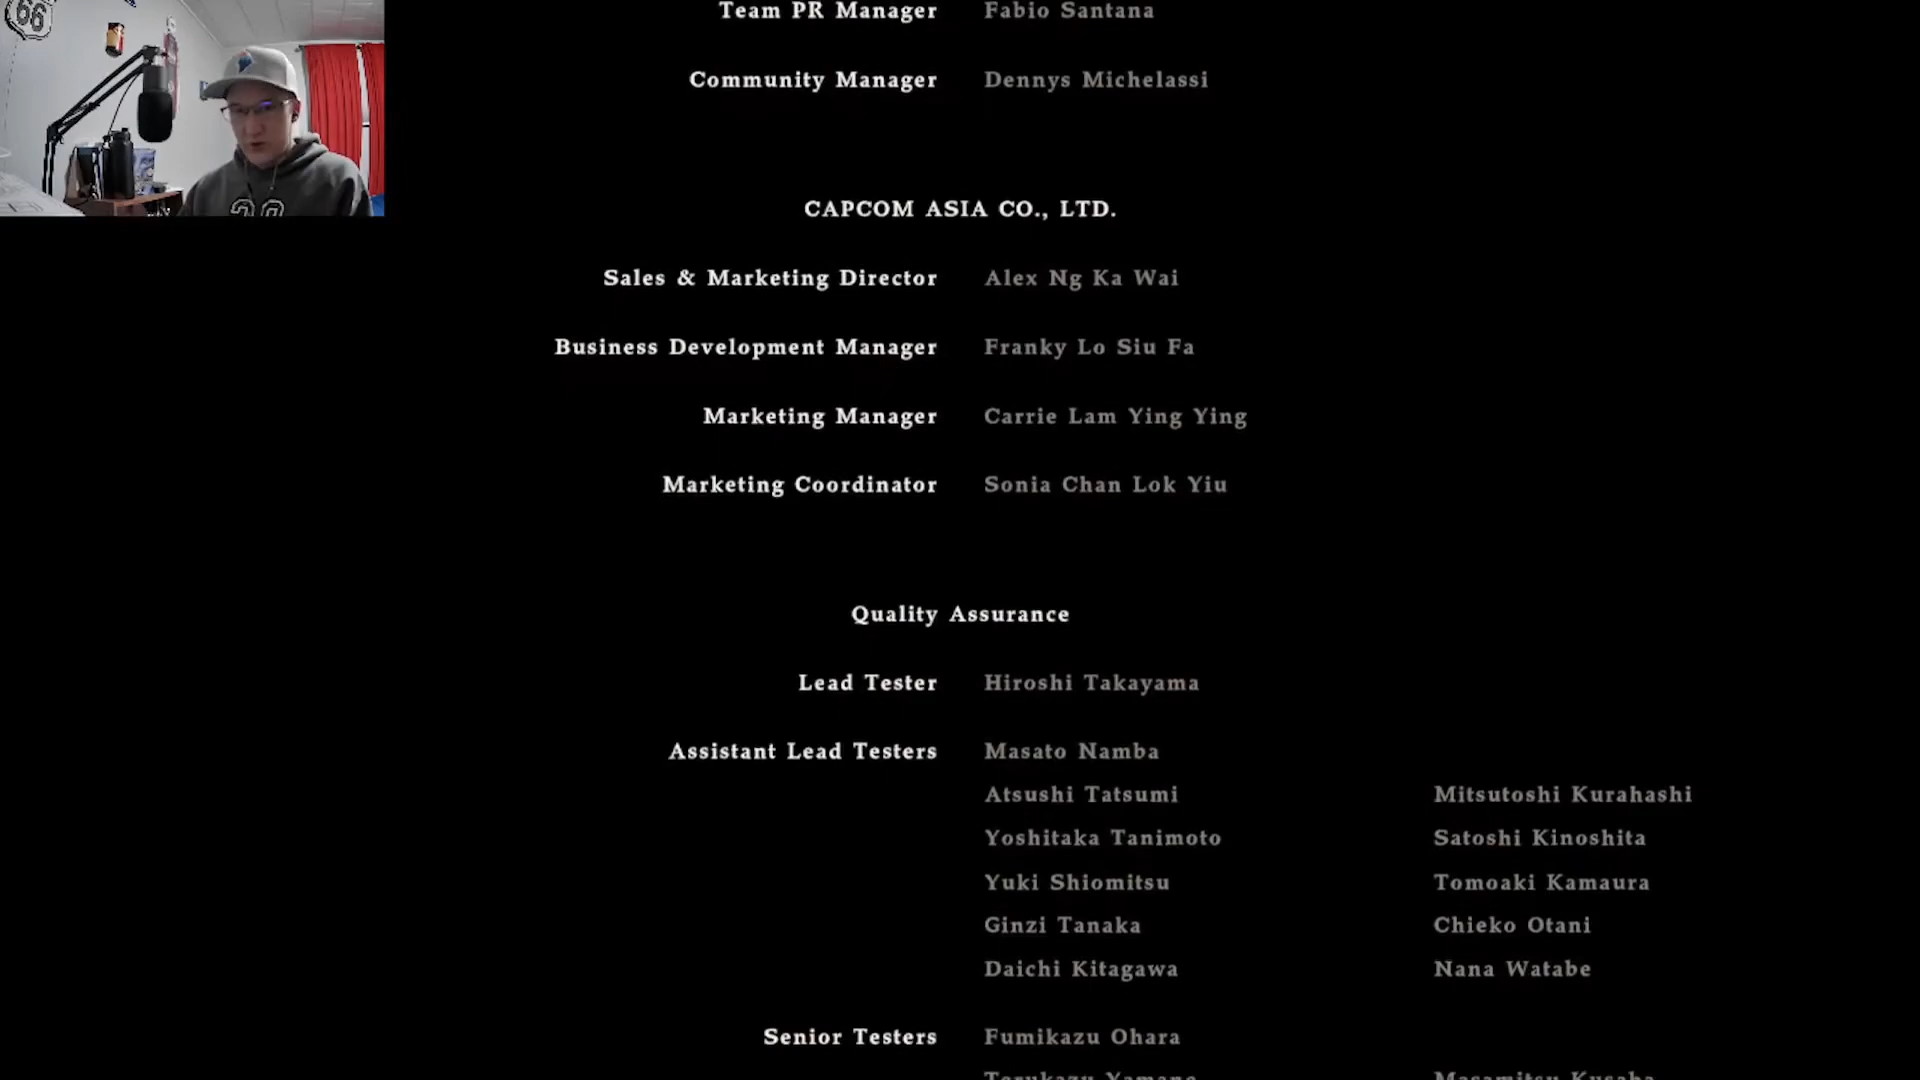 66
Team PR Manager Fabio Santana
Community Manager Dennys Michelassi
CAPCOM ASIA CO., LTD.
Sales & Marketing Director Alex Ng Ka Wai
Business Development Manager Franky Lo Siu Fa
Marketing Manager Carrie Lam Ying Ying
Marketing Coordinator Sonia Chan Lok Yiu
Quality Assurance
Lead Tester Hiroshi Takayama
Assistant Lead Testers Masato Namba
Atsushi Tatsumi Mitsutoshi Kurahashi
Yoshitaka Tanimoto Satoshi Kinoshita
Yuki Shiomitsu Tomoaki Kamaura
Ginzi Tanaka Chieko Otani
Daichi Kitagawa Nana Watabe
Senior Testers Fumikazu Ohara